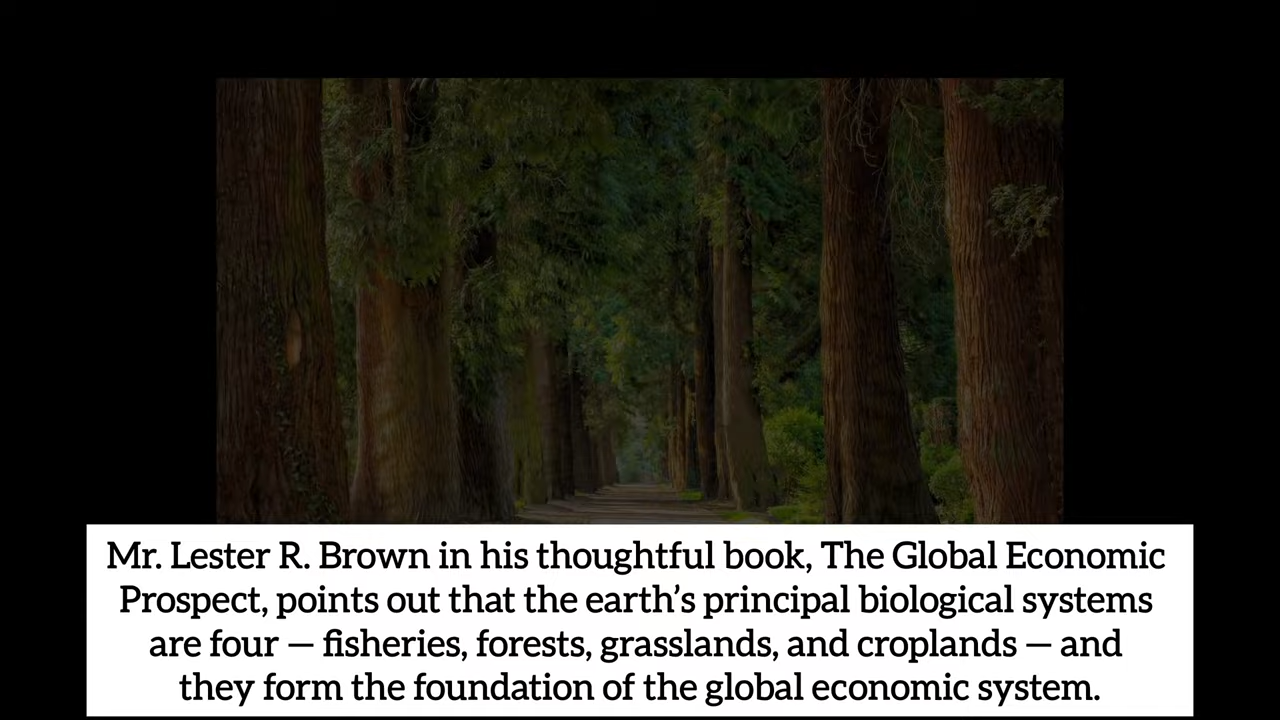 Mr. Lester R. Brown in his thoughtful book, The Global Economic
Prospect, points out that the earth’s principal biological systems
are four — fisheries, forests, grasslands, and croplands — and
they form the foundation of the global economic system.